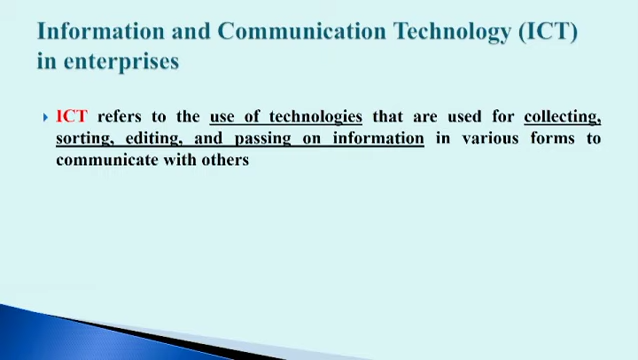 Information and Communication Technology (ICT)
in enterprises
ICT refers to the use of technologies that are used for collecting,
sorting, editing, and passing on information in various forms to
communicate with others